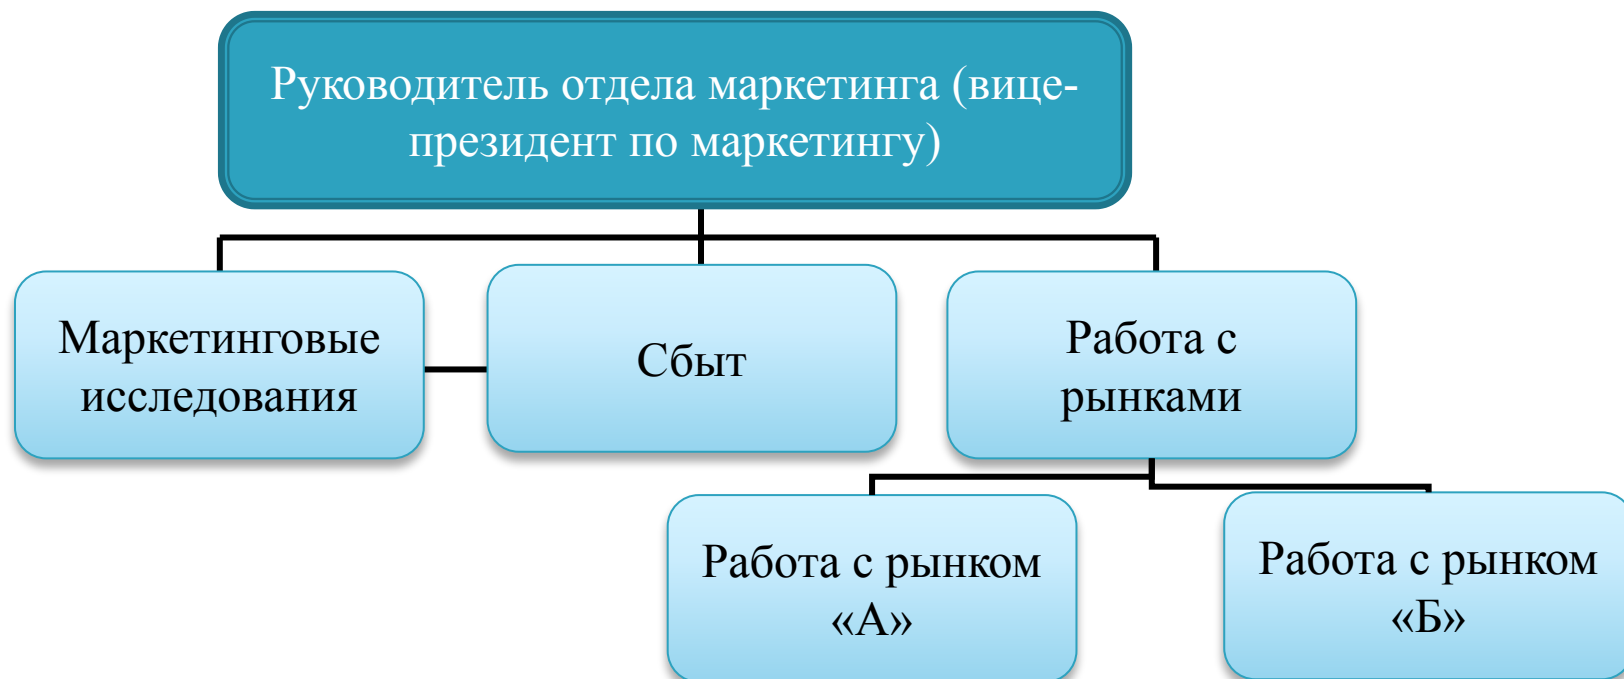 Руководитель отдела маркетинга (вице-
президент по маркетингу)
Маркетинговые
исследования
Сбыт
Работа с
рынками
Работа с рынком
«А»
Работа с рынком
«Б»